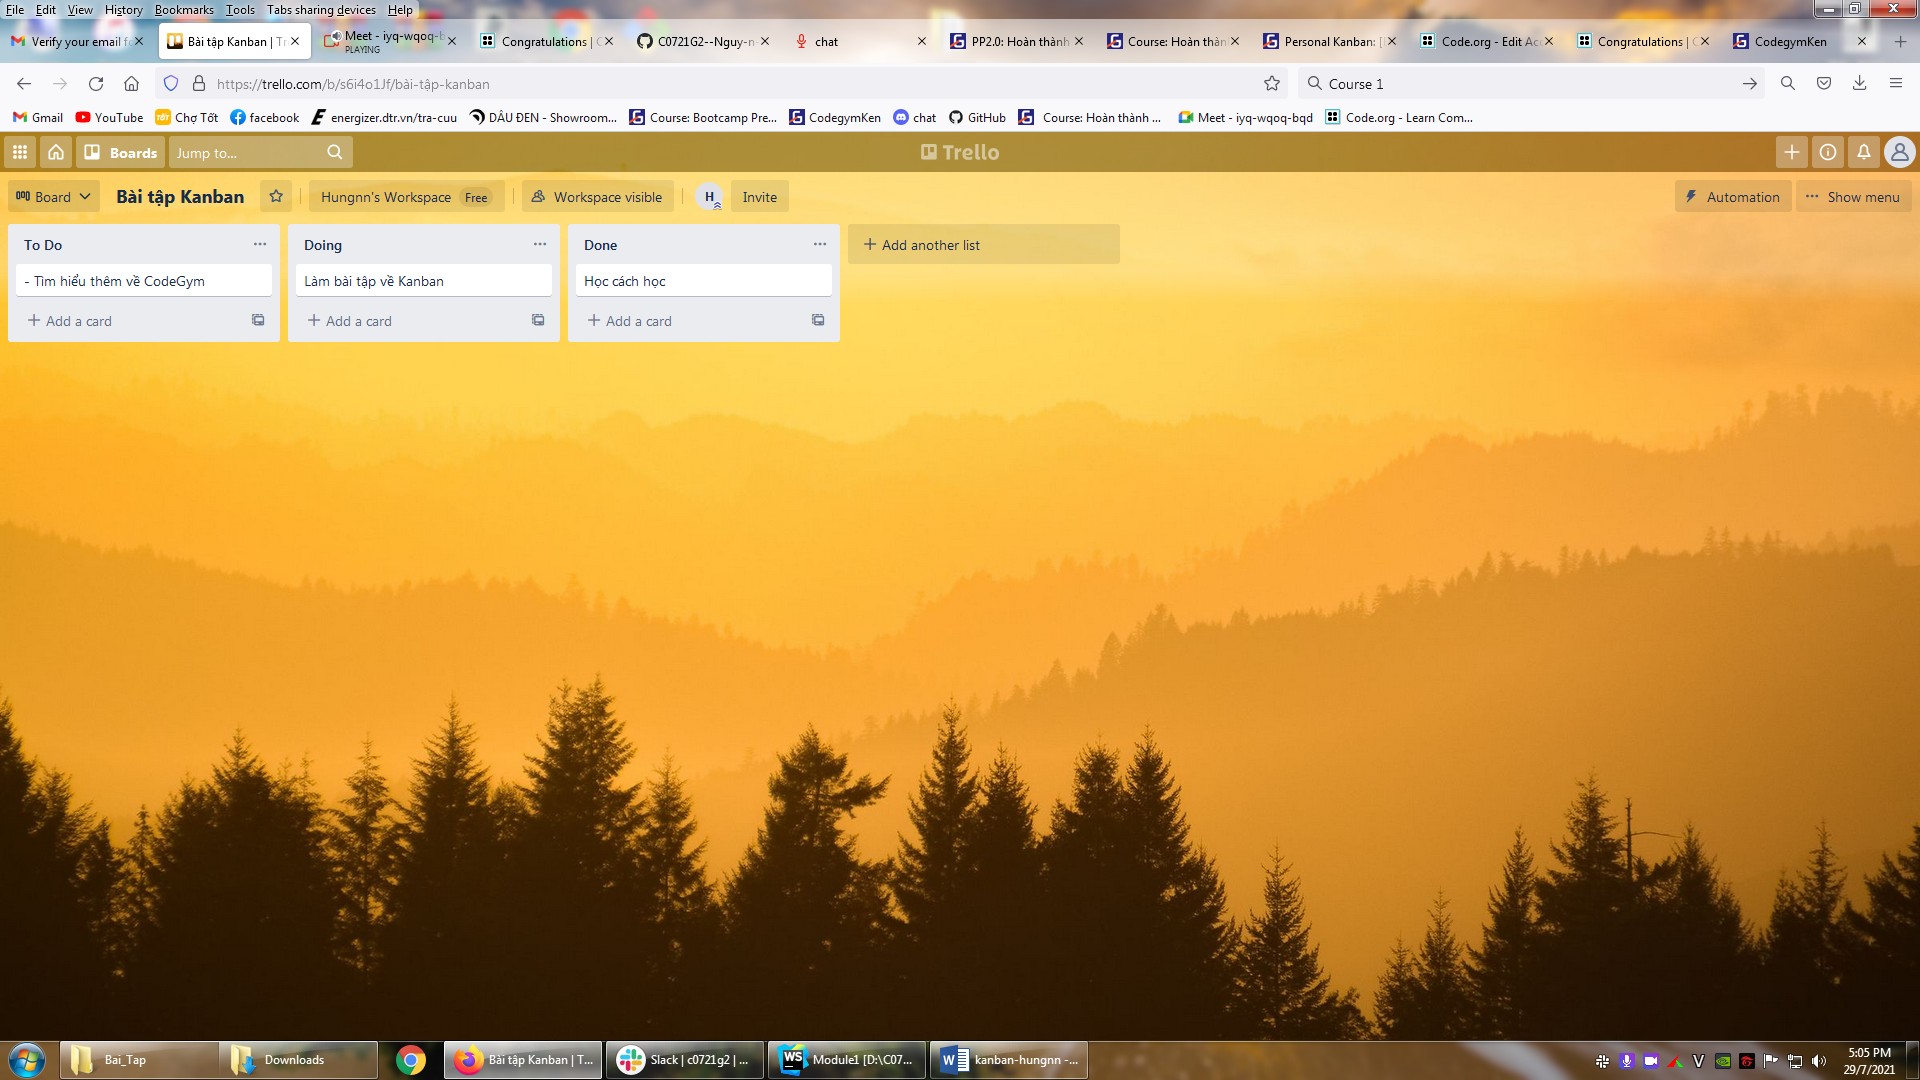 File Edit View History Bookmarks Tools Tabs sharing devices Help
Verify your email f
Bài tập Kanban | Tr
Meet - iyq-wqoq-b
PLAYING
Congratulations | C
C0721G2--Nguy-n-
chat
PP2.0: Hoàn thành
Course: Hoàn thàn
Personal Kanban: [
Code.org - Edit Acc
Congratulations | C
CodegymKen
https://trello.com/b/s6i4o1Jf/bài-tập-kanban
Course 1
Gmail YouTube Chợ Tốt facebook energizer.dtr.vn/tra-cuu DẦU ĐEN - Showroom... Course: Bootcamp Pre... CodegymKen chat GitHub Course: Hoàn thành ... Meet - iyq-wqoq-bqd Code.org - Learn Com...
Boards Jump to... Trello
Board Bài tập Kanban Hungnn's Workspace Free Workspace visible H Invite Automation Show menu
To Do
- Tìm hiểu thêm về CodeGym
+ Add a card
Doing
Làm bài tập về Kanban
+ Add a card
Done
Học cách học
+ Add a card
+ Add another list
Bai_Tap Downloads Bài tập Kanban | T... Slack | c0721g2 | ... WS Module1 [D:\C07... W kanban-hungnn -...
5:05 PM
29/7/2021